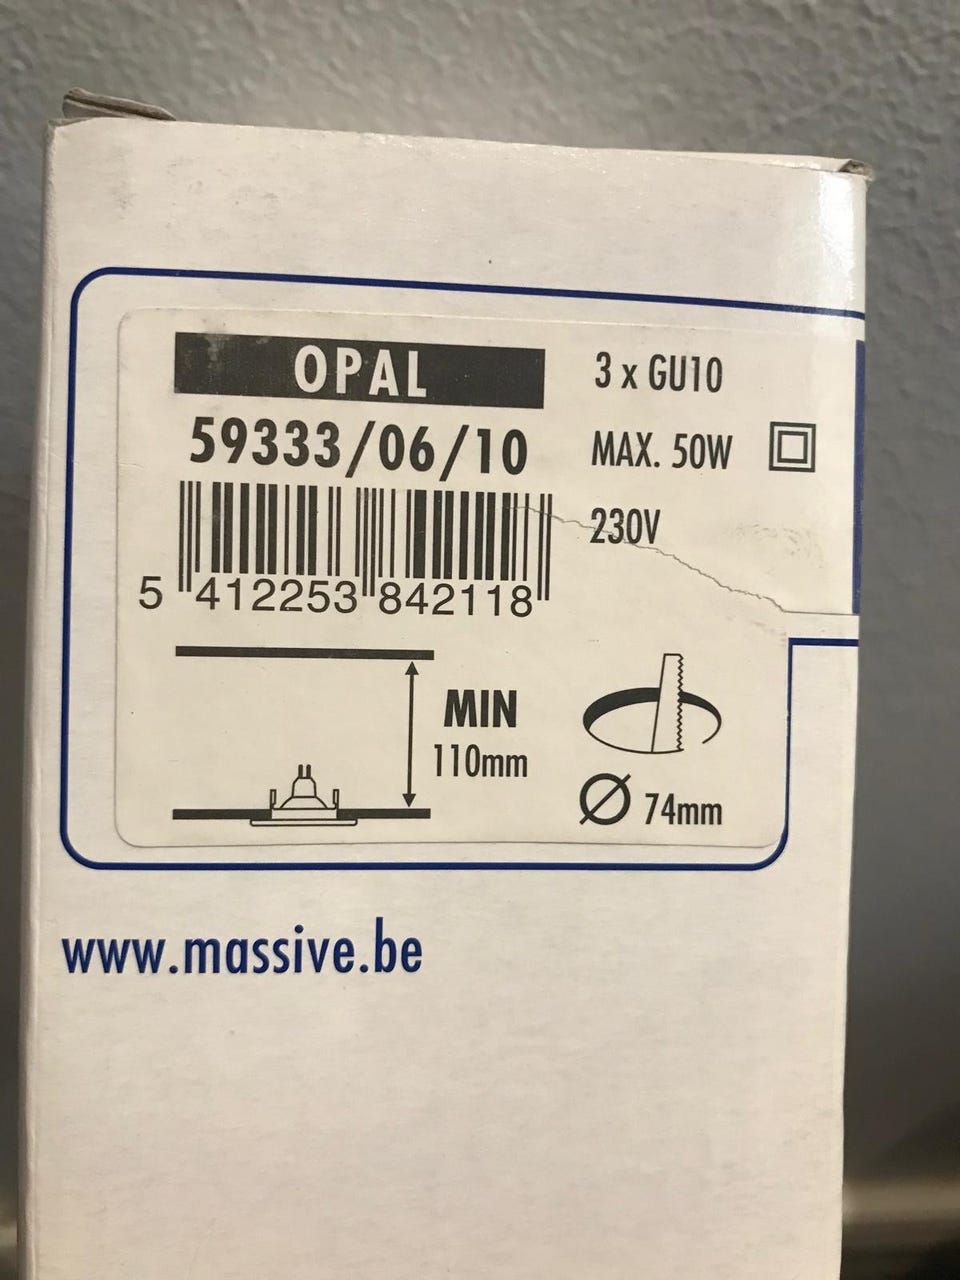 OPAL
59333/06/10
5 412253 842118
3 x GU10
MAX. 50W
230V
MIN
110mm
Ø 74mm
www.massive.be